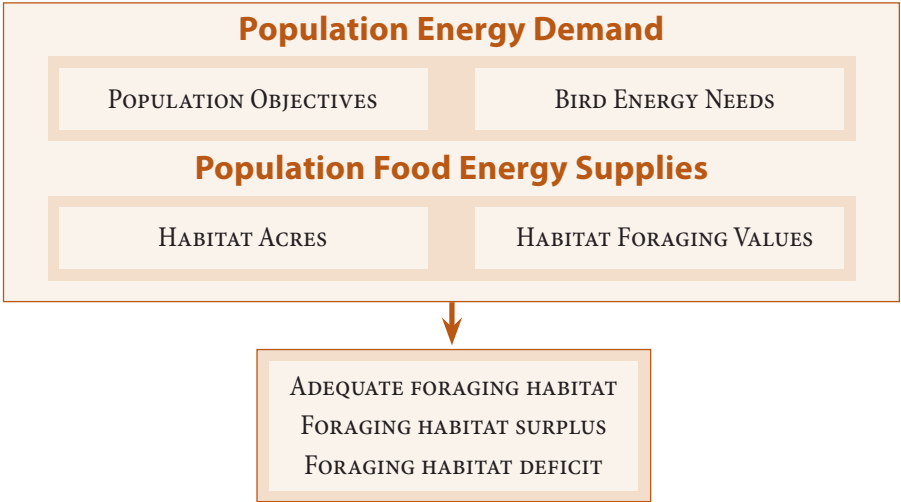 Population Energy Demand
Population Objectives Bird Energy Needs
Population Food Energy Supplies
Habitat Acres Habitat Foraging Values
Adequate foraging habitat
Foraging habitat surplus
Foraging habitat deficit